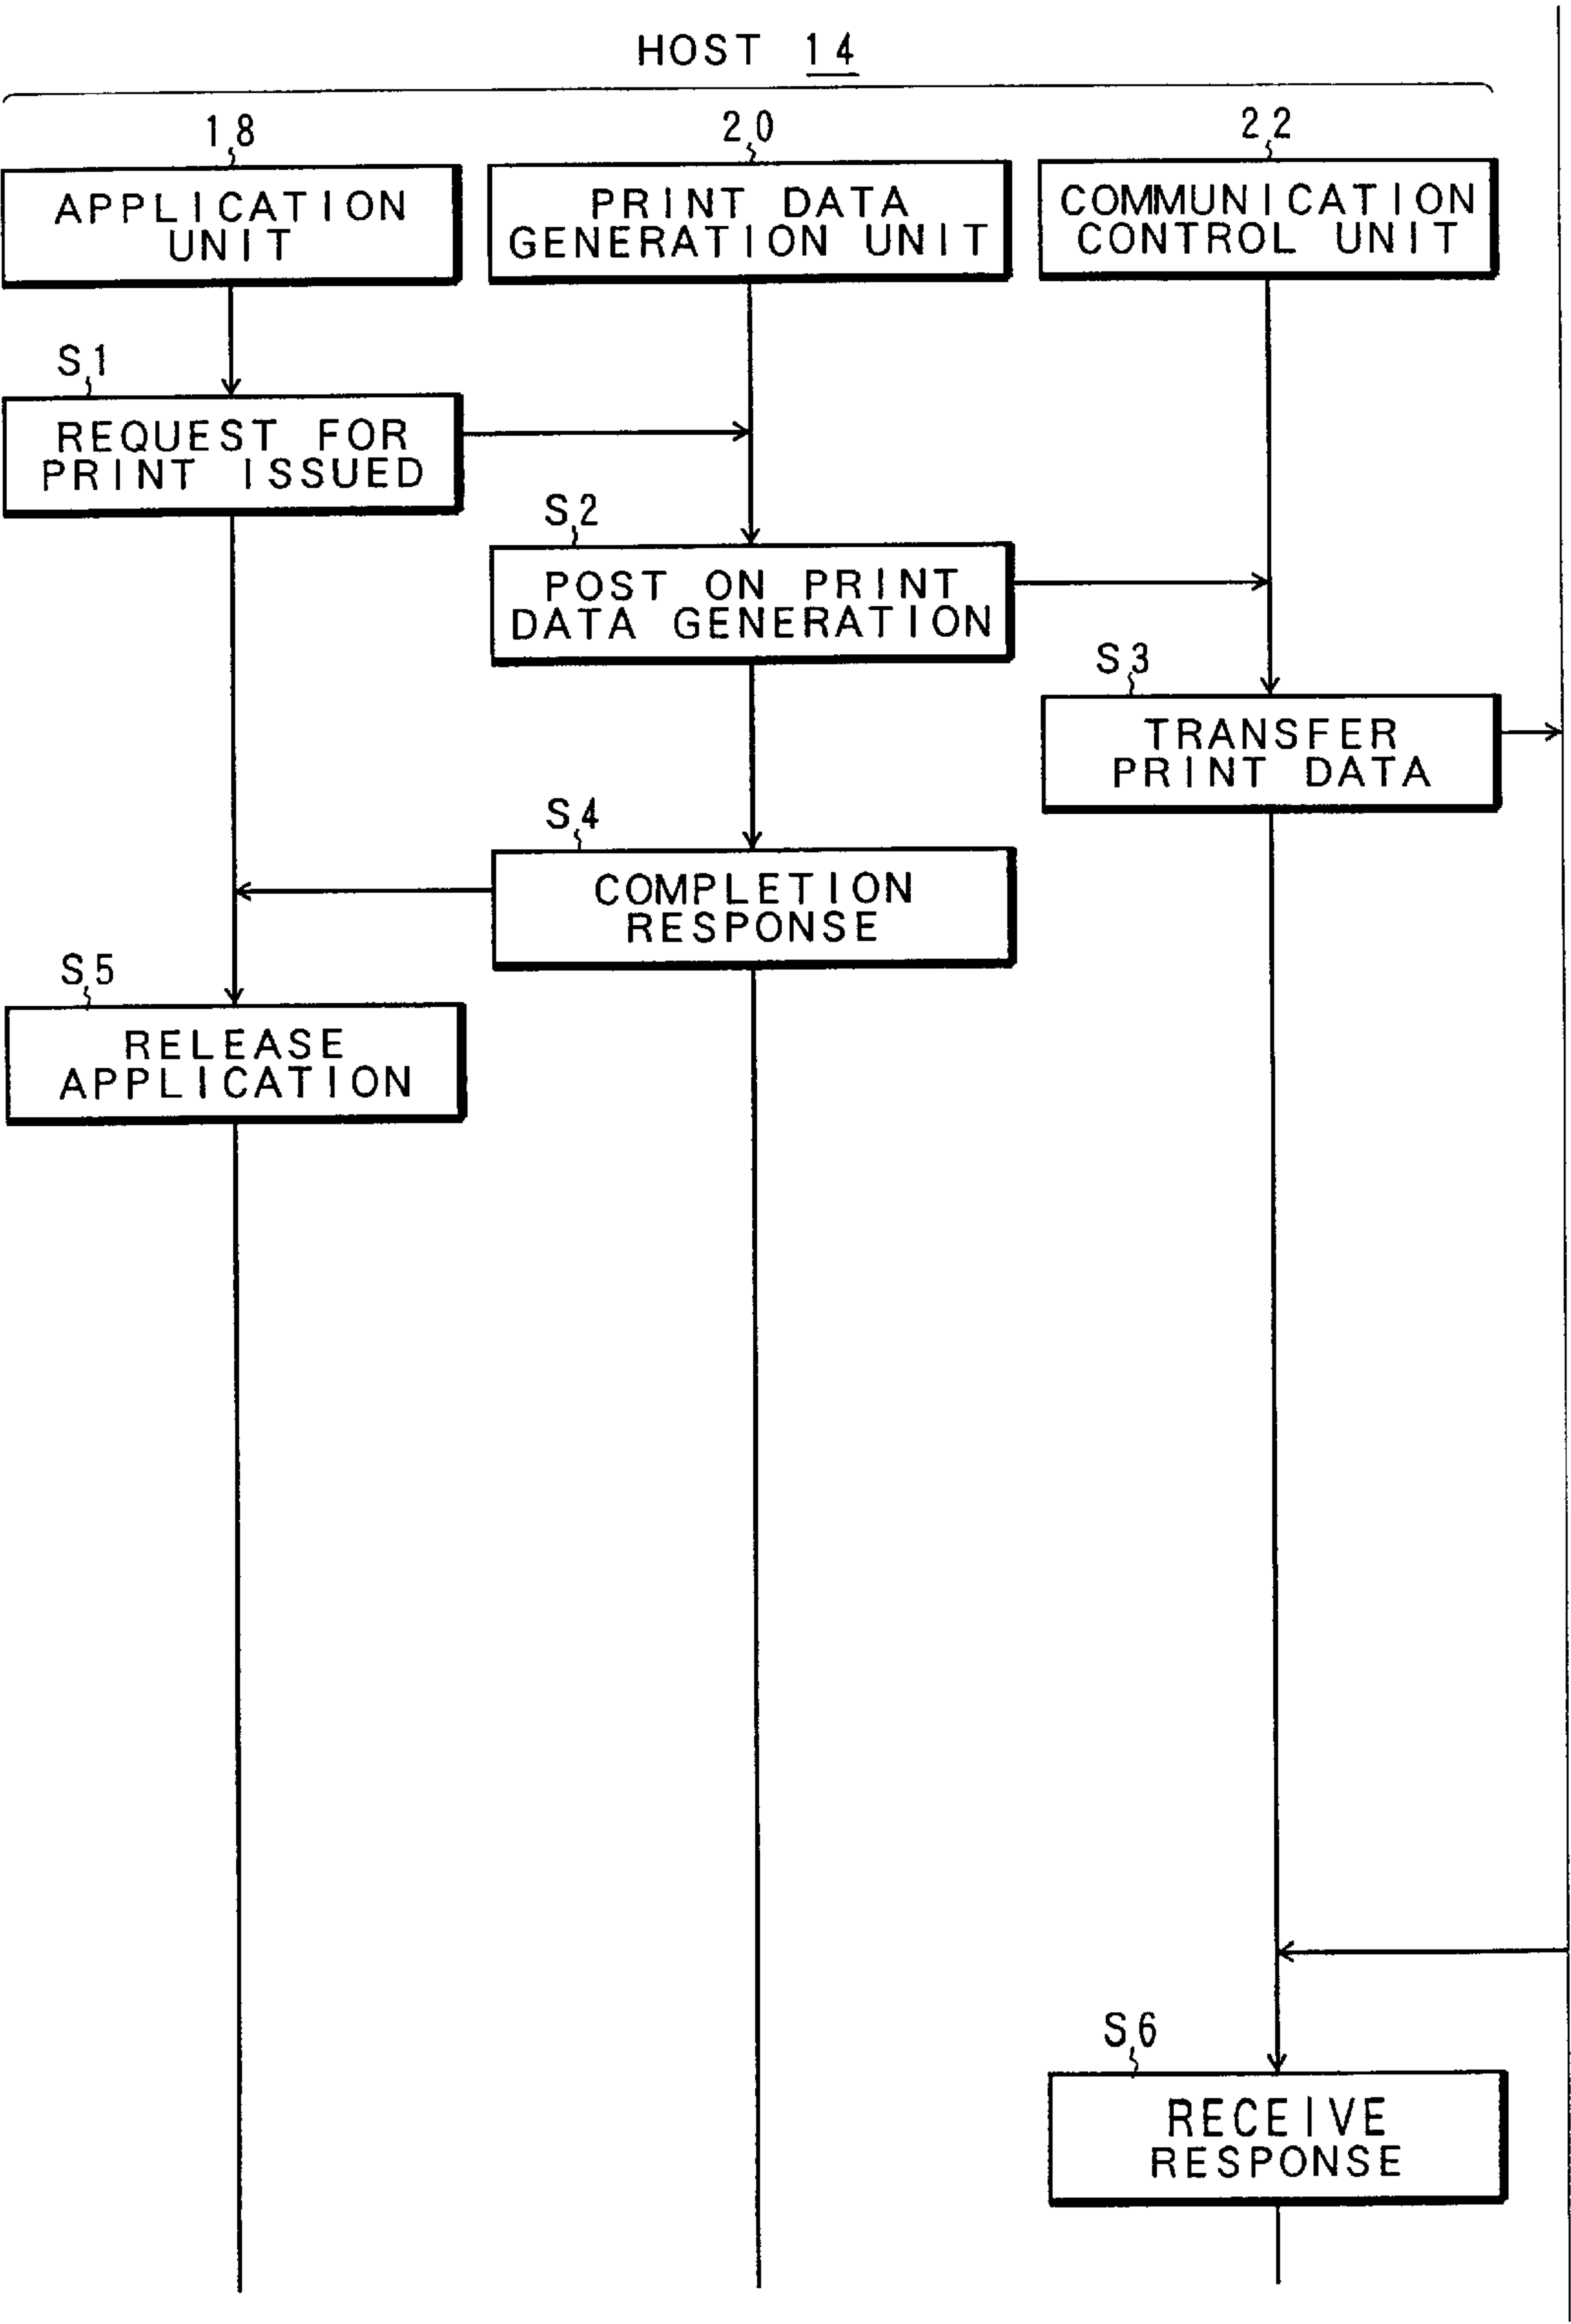 HOST 14
18
20
22
APPLICATION
UNIT
PRINT DATA
GENERATION UNIT
COMMUNICATION
CONTROL UNIT
S1
REQUEST FOR
PRINT ISSUED
S2
POST ON PRINT
DATA GENERATION
S3
TRANSFER
PRINT DATA
S4
COMPLETION
RESPONSE
S5
RELEASE
APPLICATION
S6
RECEIVE
RESPONSE